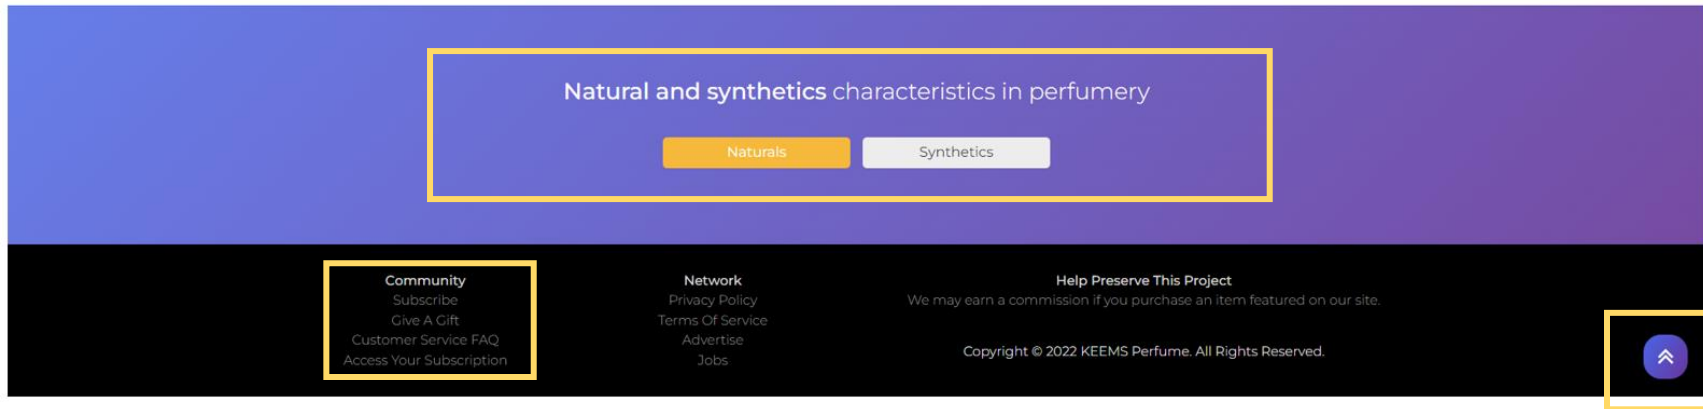 Natural and synthetics characteristics in perfumery
Naturals
Synthetics
Community
Subscribe
Give A Gift
Customer Service FAQ
Access Your Subscription
Network
Privacy Policy
Terms Of Service
Advertise
Jobs
Help Preserve This Project
We may earn a commission if you purchase an item featured on our site.
Copyright © 2022 KEEMS Perfume. All Rights Reserved.